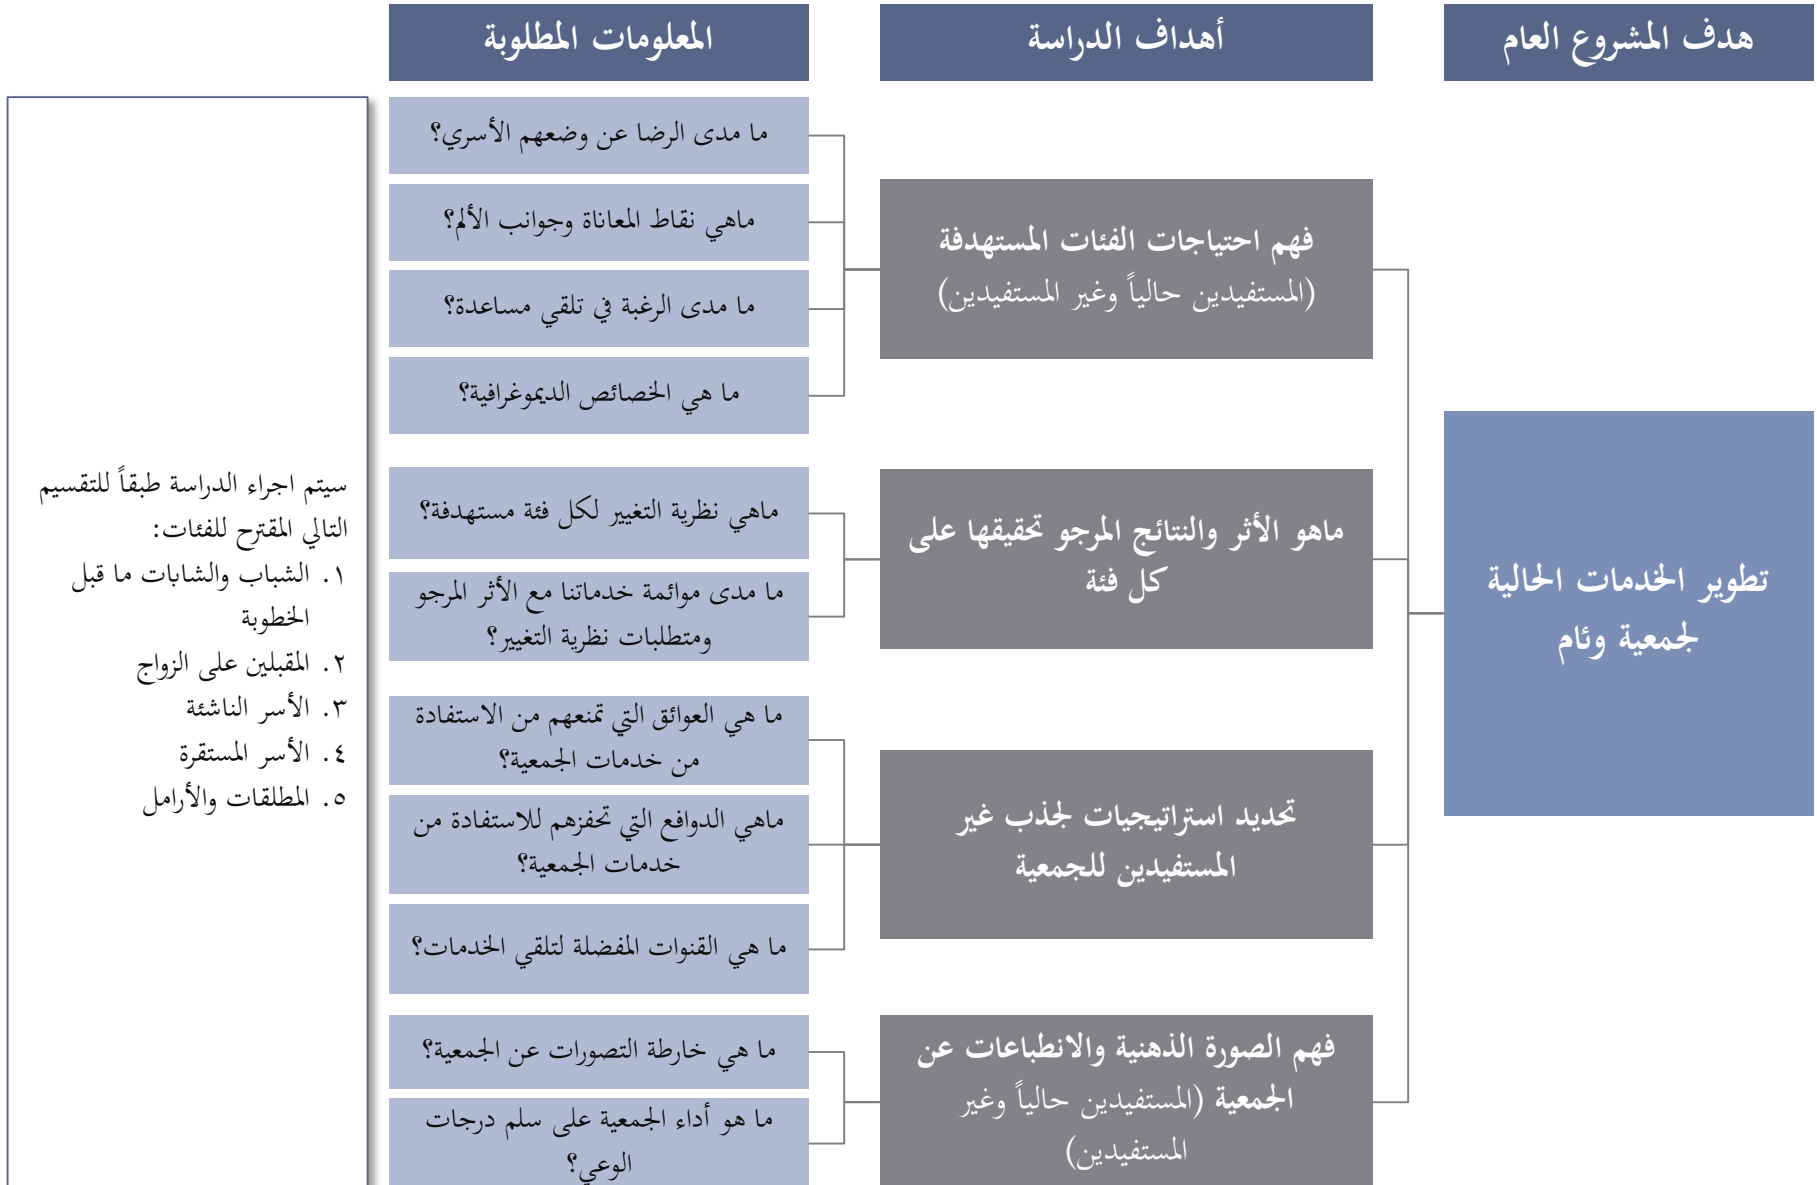 هدف المشروع العام
أهداف الدراسة
المعلومات المطلوبة
تطوير الخدمات الحالية
لجمعية وئام
فهم احتياجات الفئات المستهدفة
(المستفيدين حالياً وغير المستفيدين)
ما مدى الرضا عن وضعهم الأسري؟
ماهي نقاط المعاناة وجوانب الألم؟
ما مدى الرغبة في تلقي مساعدة؟
ما هي الخصائص الديموغرافية؟
ماهو الأثر والنتائج المرجو تحقيقها على
كل فئة
ماهي نظرية التغيير لكل فئة مستهدفة؟
ما مدى موائمة خدماتنا مع الأثر المرجو
ومتطلبات نظرية التغيير؟
تحديد استراتيجيات لجذب غير
المستفيدين للجمعية
ما هي العوائق التي تمنعهم من الاستفادة
من خدمات الجمعية؟
ماهي الدوافع التي تحفزهم للاستفادة من
خدمات الجمعية؟
ما هي القنوات المفضلة لتلقي الخدمات؟
فهم الصورة الذهنية والانطباعات عن
الجمعية (المستفيدين حالياً وغير
المستفيدين)
ما هي خارطة التصورات عن الجمعية؟
ما هو أداء الجمعية على سلم درجات
الوعي؟
سيتم اجراء الدراسة طبقاً للتقسيم
التالي المقترح للفئات:
١. الشباب والشابات ما قبل
الخطوبة
٢. المقبلين على الزواج
٣. الأسر الناشئة
٤. الأسر المستقرة
٥. المطلقات والأرامل